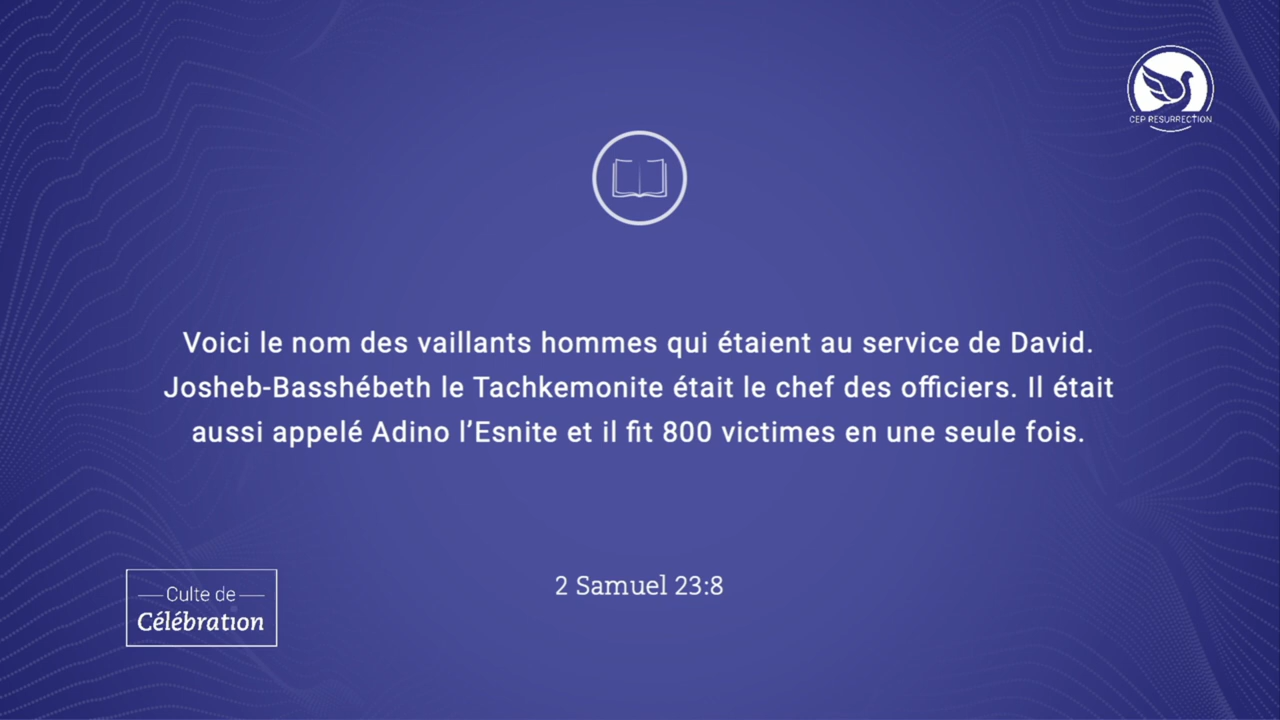 CEP RESURRECTION
Voici le nom des vaillants hommes qui étaient au service de David.
Josheb-Basshébeth le Tachkemonite était le chef des officiers. Il était
aussi appelé Adino l’Esnite et il fit 800 victimes en une seule fois.
2 Samuel 23:8
Culte de
Célébration